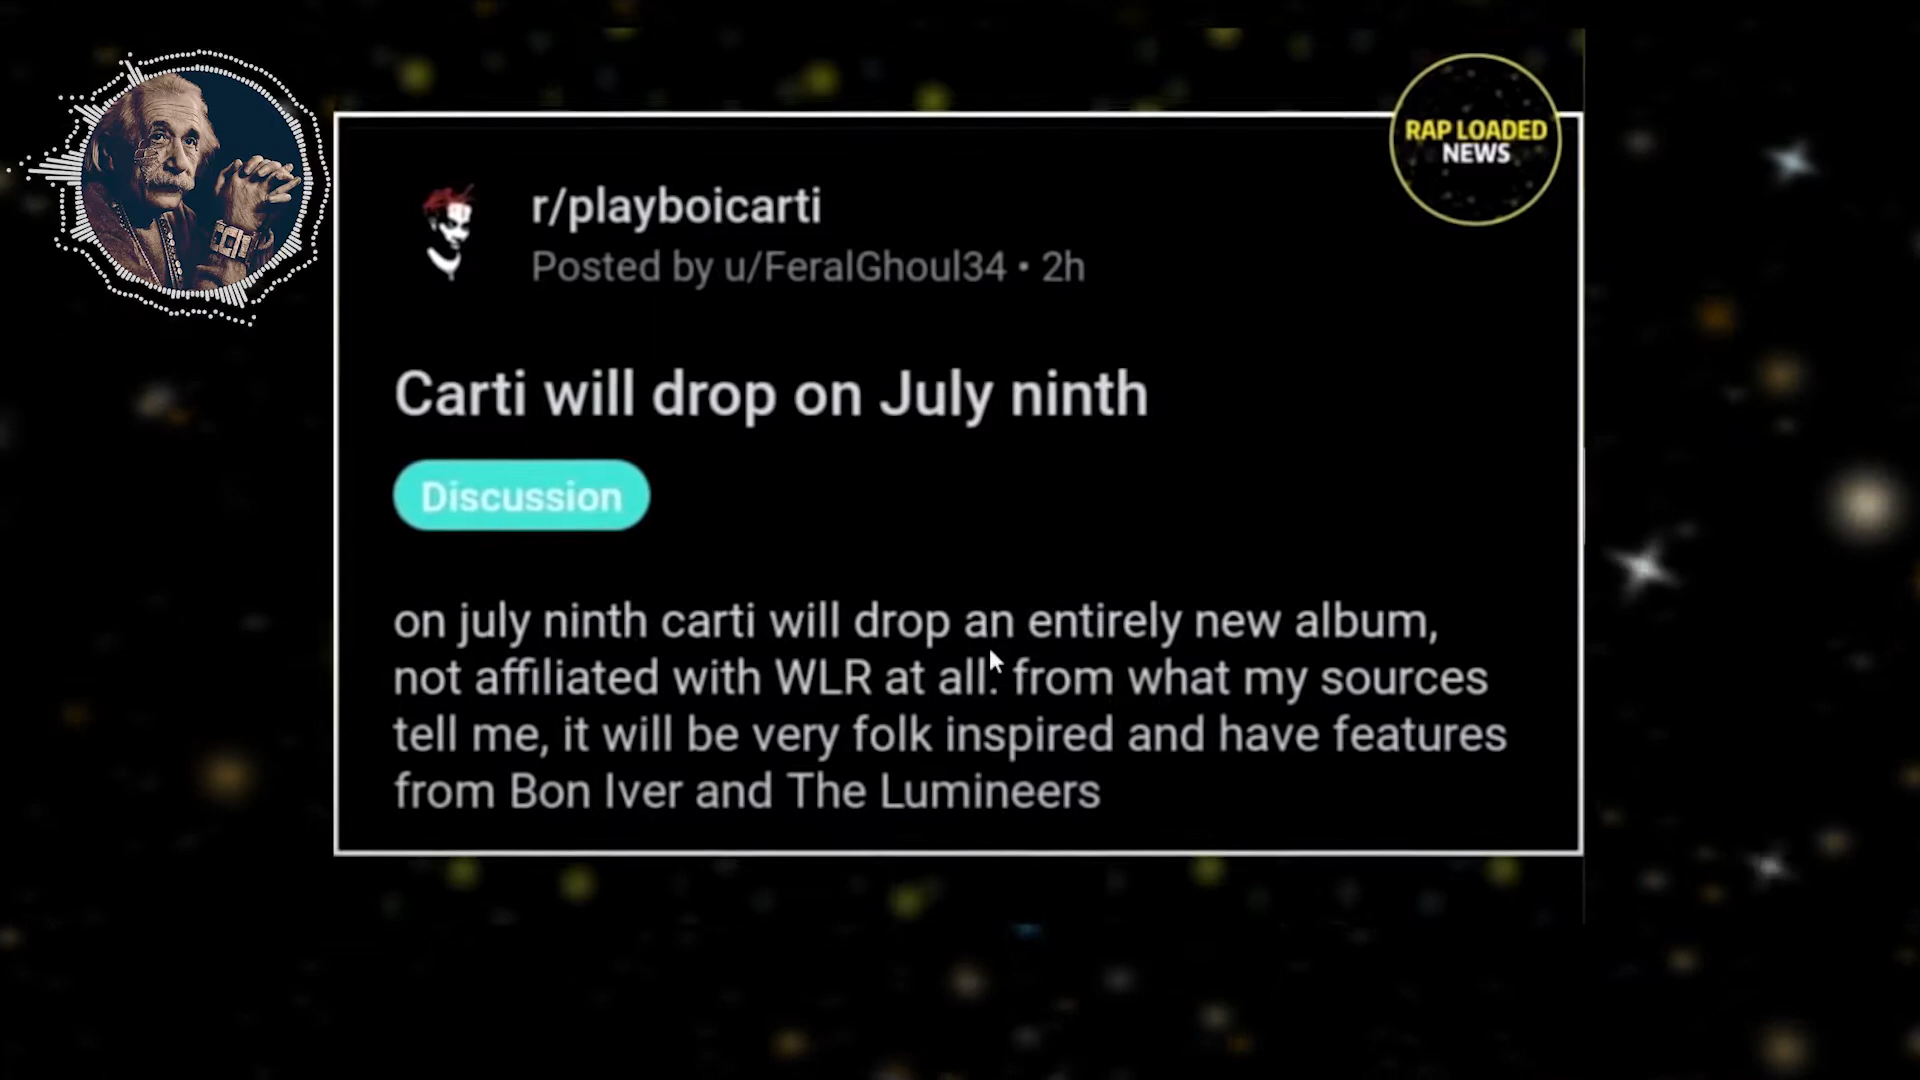 RAP LOADED
NEWS
r/playboicarti
Posted by u/FeralGhoul34 • 2h
Carti will drop on July ninth
Discussion
on july ninth carti will drop an entirely new album,
not affiliated with WLR at all. from what my sources
tell me, it will be very folk inspired and have features
from Bon Iver and The Lumineers